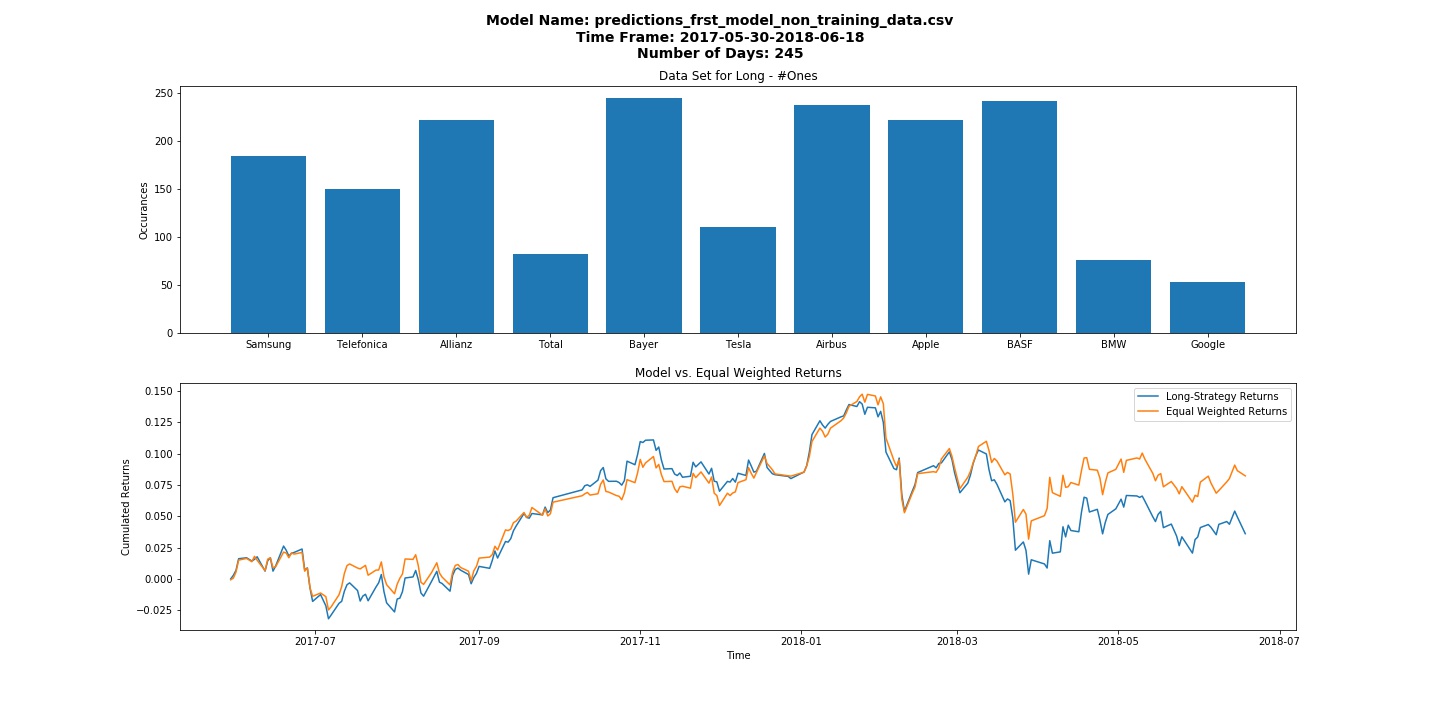 Model Name: predictions_frst_model_non_training_data.csv
Time Frame: 2017-05-30-2018-06-18
Number of Days: 245
Data Set for Long - #Ones
250
200
150
100
50
0
Occurances
Samsung Telefonica Allianz Total Bayer Tesla Airbus Apple BASF BMW Google
Model vs. Equal Weighted Returns
0.150
0.125
0.100
0.075
0.050
0.025
0.000
−0.025
Cumulated Returns
Long-Strategy Returns
Equal Weighted Returns
2017-07 2017-09 2017-11 2018-01 2018-03 2018-05 2018-07
Time